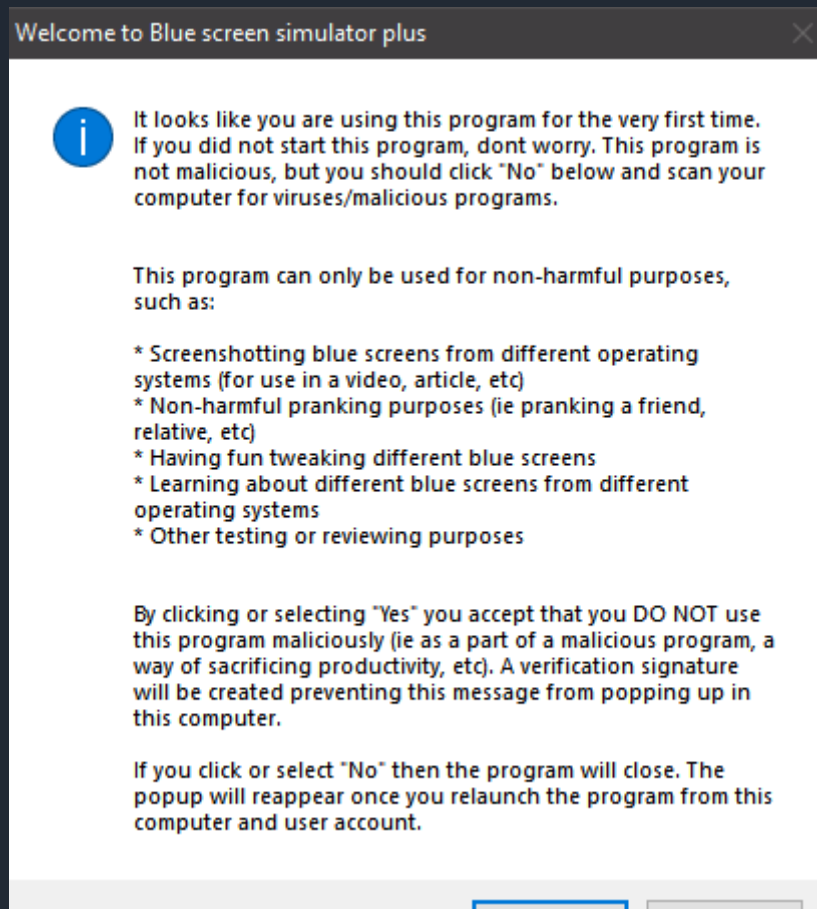 Welcome to Blue screen simulator plus
It looks like you are using this program for the very first time.
If you did not start this program, dont worry. This program is
not malicious, but you should click "No" below and scan your
computer for viruses/malicious programs.
This program can only be used for non-harmful purposes,
such as:
* Screenshotting blue screens from different operating
systems (for use in a video, article, etc)
* Non-harmful pranking purposes (ie pranking a friend,
relative, etc)
* Having fun tweaking different blue screens
* Learning about different blue screens from different
operating systems
* Other testing or reviewing purposes
By clicking or selecting "Yes" you accept that you DO NOT use
this program maliciously (ie as a part of a malicious program, a
way of sacrificing productivity, etc). A verification signature
will be created preventing this message from popping up in
this computer.
If you click or select "No" then the program will close. The
popup will reappear once you relaunch the program from this
computer and user account.